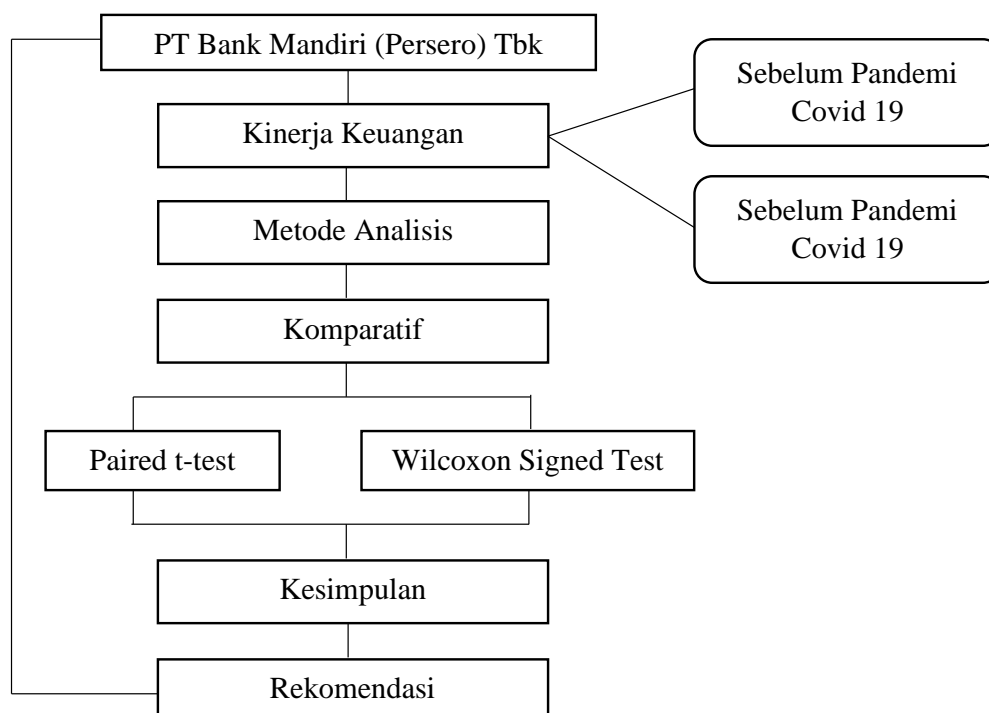 PT Bank Mandiri (Persero) Tbk
Sebelum Pandemi
Covid 19
Kinerja Keuangan
Sebelum Pandemi
Covid 19
Metode Analisis
Komparatif
Paired t-test
Wilcoxon Signed Test
Kesimpulan
Rekomendasi